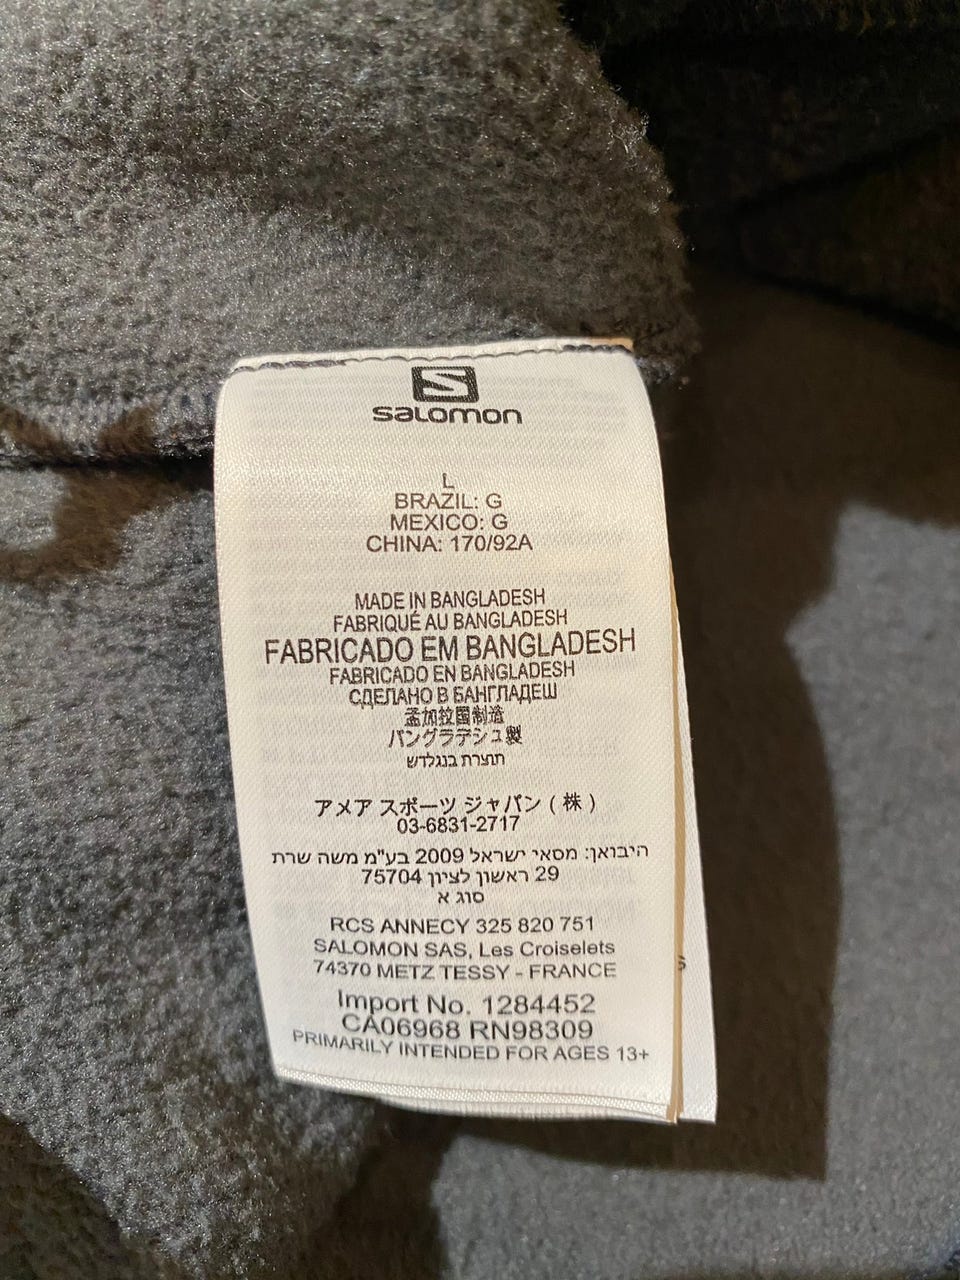 S
salomon
L
BRAZIL: G
MEXICO: G
CHINA: 170/92A
MADE IN BANGLADESH
FABRIQUÉ AU BANGLADESH
FABRICADO EM BANGLADESH
FABRICADO EN BANGLADESH
СДЕЛАНО В БАНГЛАДЕШ
孟加拉国制造
バングラデシュ製
תוצרת בנגלדש
アメア スポーツ ジャパン ( 株 )
03-6831-2717
היבואן: מסאי ישראל 2009 בע"מ משה שרת
29 ראשון לציון 75704
סוג א
RCS ANNECY 325 820 751
SALOMON SAS, Les Croiselets
74370 METZ TESSY - FRANCE
Import No. 1284452
CA06968 RN98309
PRIMARILY INTENDED FOR AGES 13+